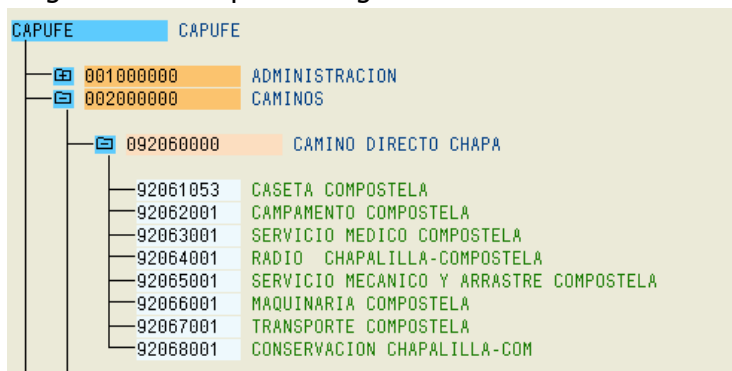 CAPUFE CAPUFE
001000000 ADMINISTRACION
002000000 CAMINOS
092060000 CAMINO DIRECTO CHAPA
92061053 CASETA COMPOSTELA
92062001 CAMPAMENTO COMPOSTELA
92063001 SERVICIO MEDICO COMPOSTELA
92064001 RADIO CHAPALILLA-COMPOSTELA
92065001 SERVICIO MECANICO Y ARRASTRE COMPOSTELA
92066001 MAQUINARIA COMPOSTELA
92067001 TRANSPORTE COMPOSTELA
92068001 CONSERVACION CHAPALILLA-COM